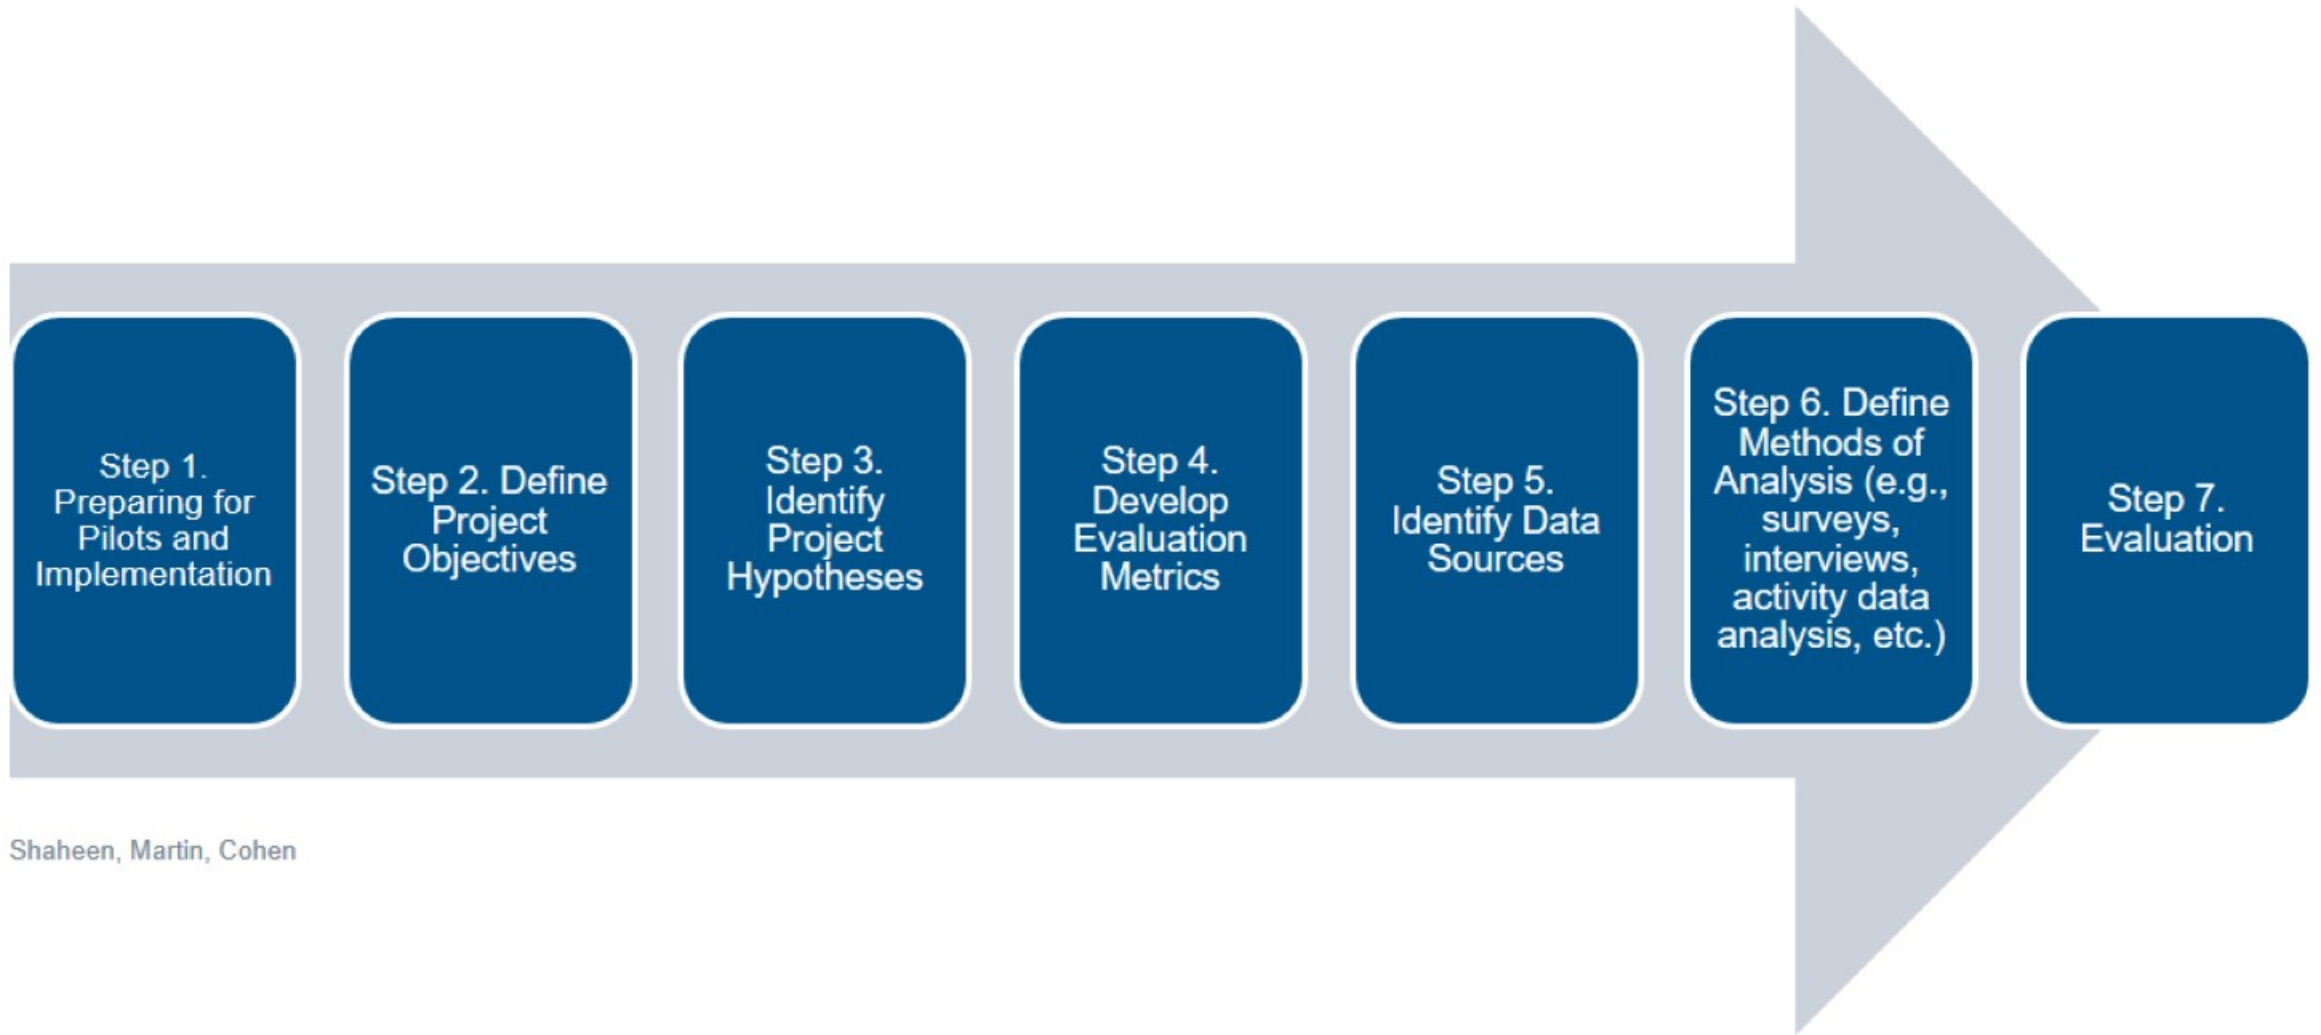 Step 1.
Preparing for
Pilots and
Implementation
Step 2. Define
Project
Objectives
Step 3.
Identify
Project
Hypotheses
Step 4.
Develop
Evaluation
Metrics
Step 5.
Identify Data
Sources
Step 6. Define
Methods of
Analysis (e.g.,
surveys,
interviews,
activity data
analysis, etc.)
Step 7.
Evaluation
Shaheen, Martin, Cohen